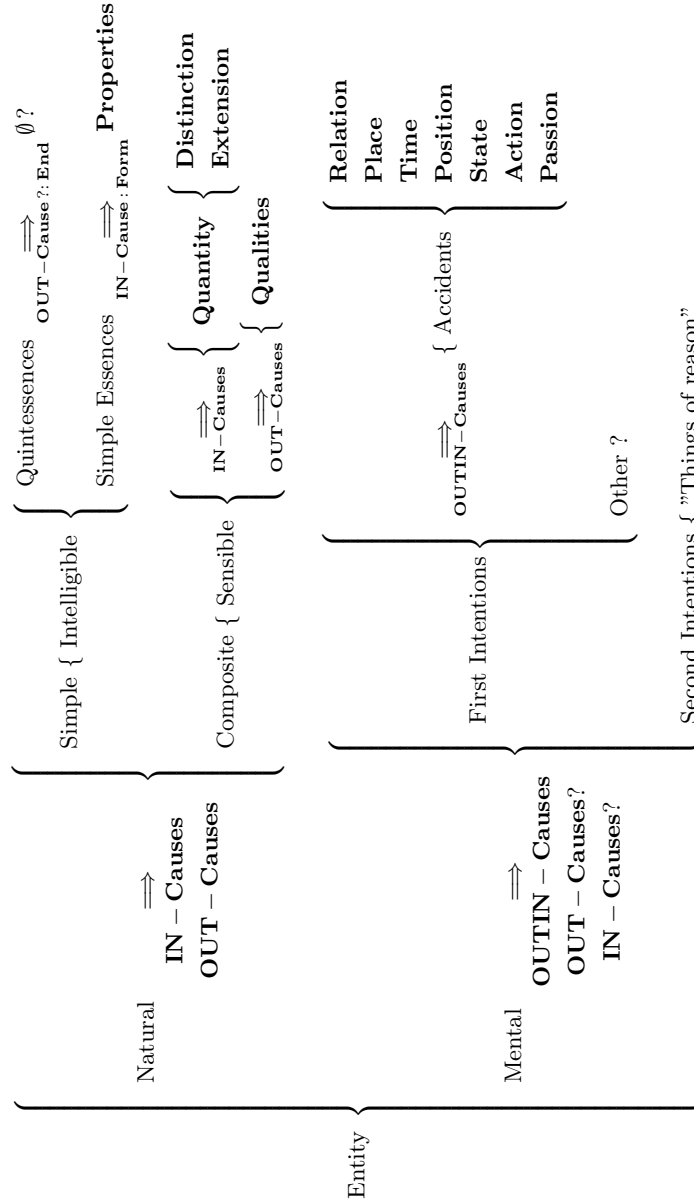 Entity
Natural
⟹
IN − Causes
OUT − Causes
Simple { Intelligible
Quintessences
⟹
OUT−Cause ?: End
∅ ?
Simple Essences
⟹
IN−Cause : Form
Properties
Composite { Sensible
⟹
IN−Causes
Quantity
Distinction
Extension
⟹
OUT−Causes
{ Qualities
Mental
⟹
OUTIN − Causes
OUT − Causes?
IN − Causes?
First Intentions
⟹
OUTIN−Causes
{ Accidents
Relation
Place
Time
Position
State
Action
Passion
Other ?
Second Intentions { ”Things of reason”